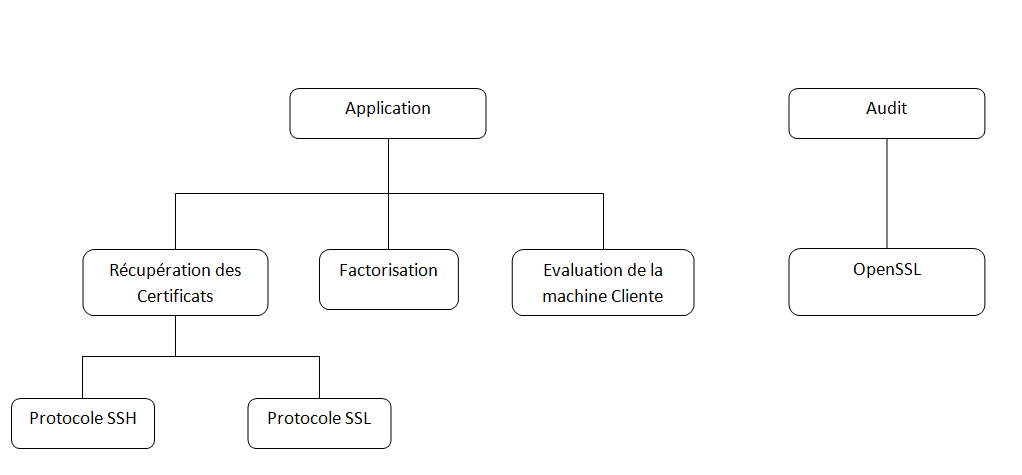 Application
Audit
Récupération des
Certificats
Factorisation
Evaluation de la
machine Cliente
OpenSSL
Protocole SSH
Protocole SSL